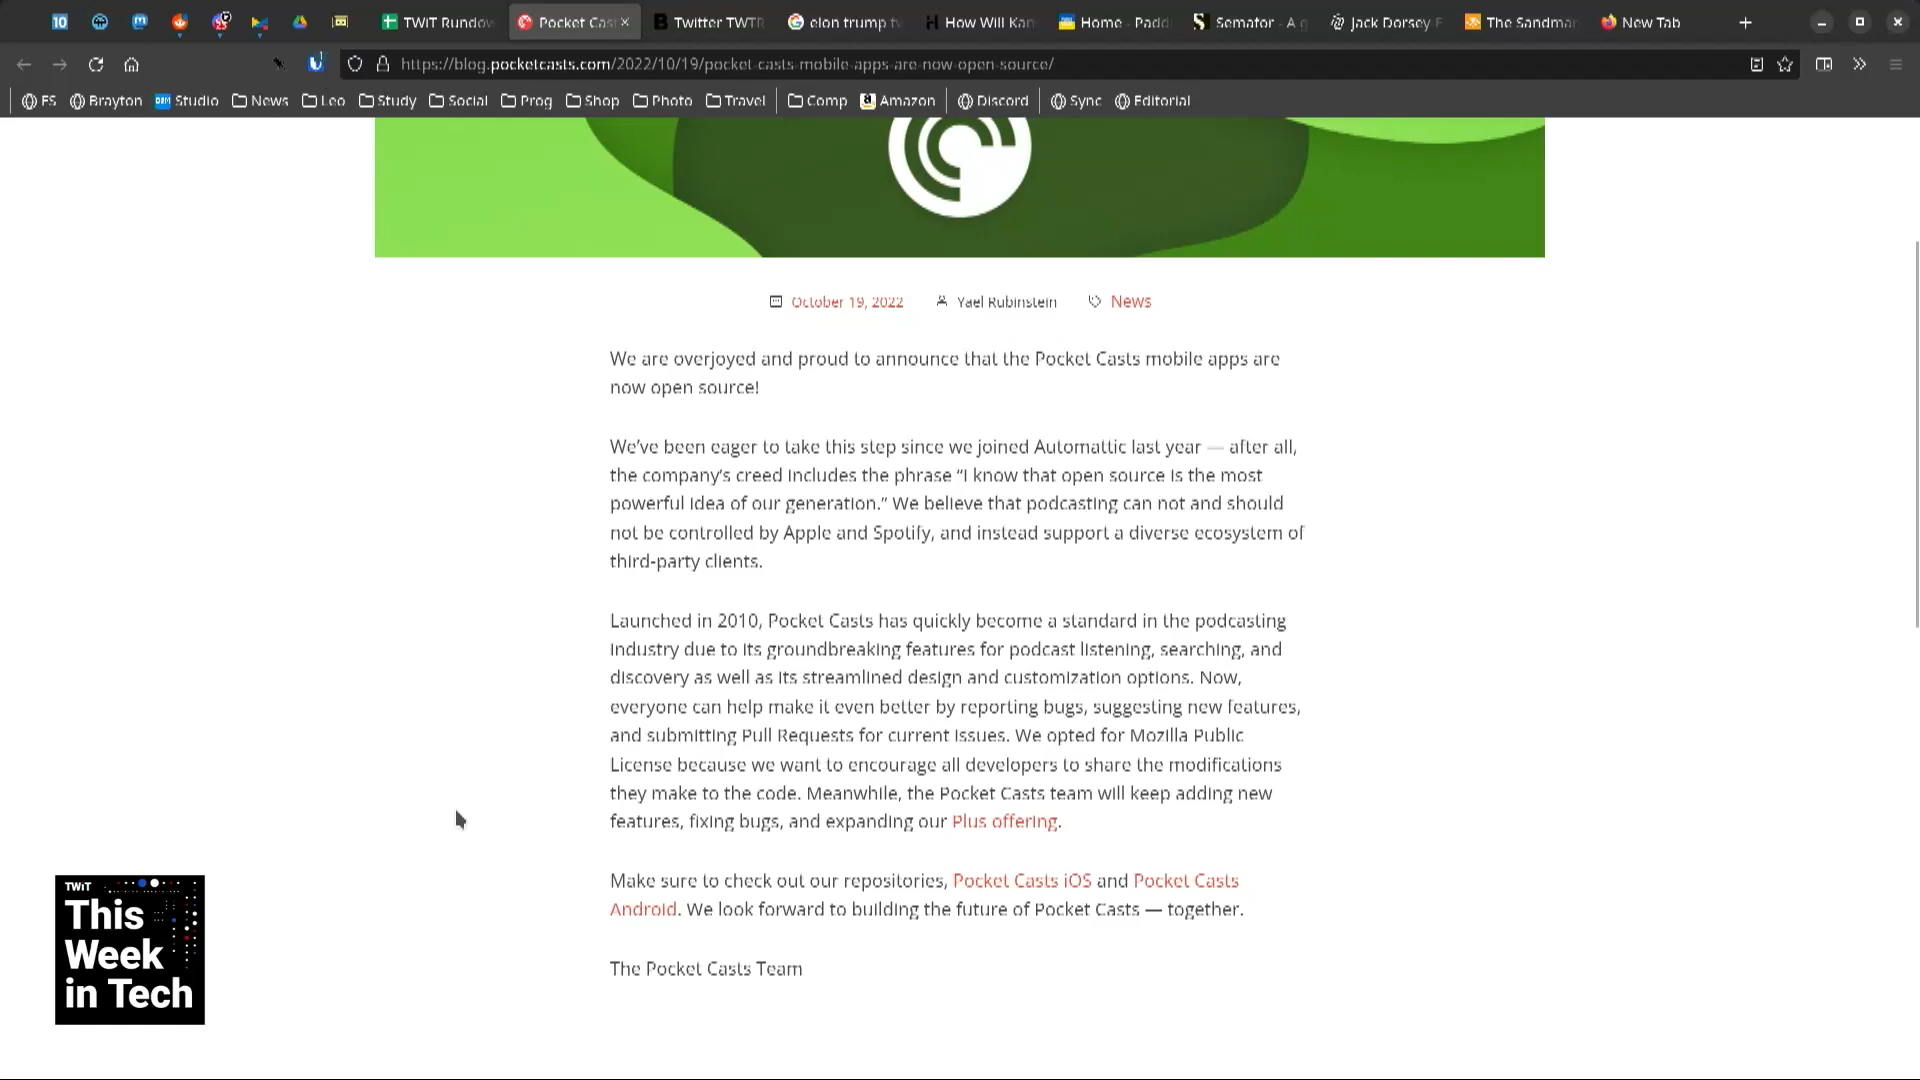 10
TWiT Rundow
Pocket Cas
Twitter TWTR
elon trump tv
How Will Kan
Home - Padd
Semafor - A g
Jack Dorsey F
The Sandma
New Tab
https://blog.pocketcasts.com/2022/10/19/pocket-casts-mobile-apps-are-now-open-source/
FS
Brayton
Studio
News
Leo
Study
Social
Prog
Shop
Photo
Travel
Comp
Amazon
Discord
Sync
Editorial
October 19, 2022
Yael Rubinstein
News
We are overjoyed and proud to announce that the Pocket Casts mobile apps are
now open source!
We’ve been eager to take this step since we joined Automattic last year — after all,
the company’s creed includes the phrase “I know that open source is the most
powerful idea of our generation.” We believe that podcasting can not and should
not be controlled by Apple and Spotify, and instead support a diverse ecosystem of
third-party clients.
Launched in 2010, Pocket Casts has quickly become a standard in the podcasting
industry due to its groundbreaking features for podcast listening, searching, and
discovery as well as its streamlined design and customization options. Now,
everyone can help make it even better by reporting bugs, suggesting new features,
and submitting Pull Requests for current issues. We opted for Mozilla Public
License because we want to encourage all developers to share the modifications
they make to the code. Meanwhile, the Pocket Casts team will keep adding new
features, fixing bugs, and expanding our Plus offering.
Make sure to check out our repositories, Pocket Casts iOS and Pocket Casts
Android. We look forward to building the future of Pocket Casts — together.
The Pocket Casts Team
TWiT
This
Week
in Tech